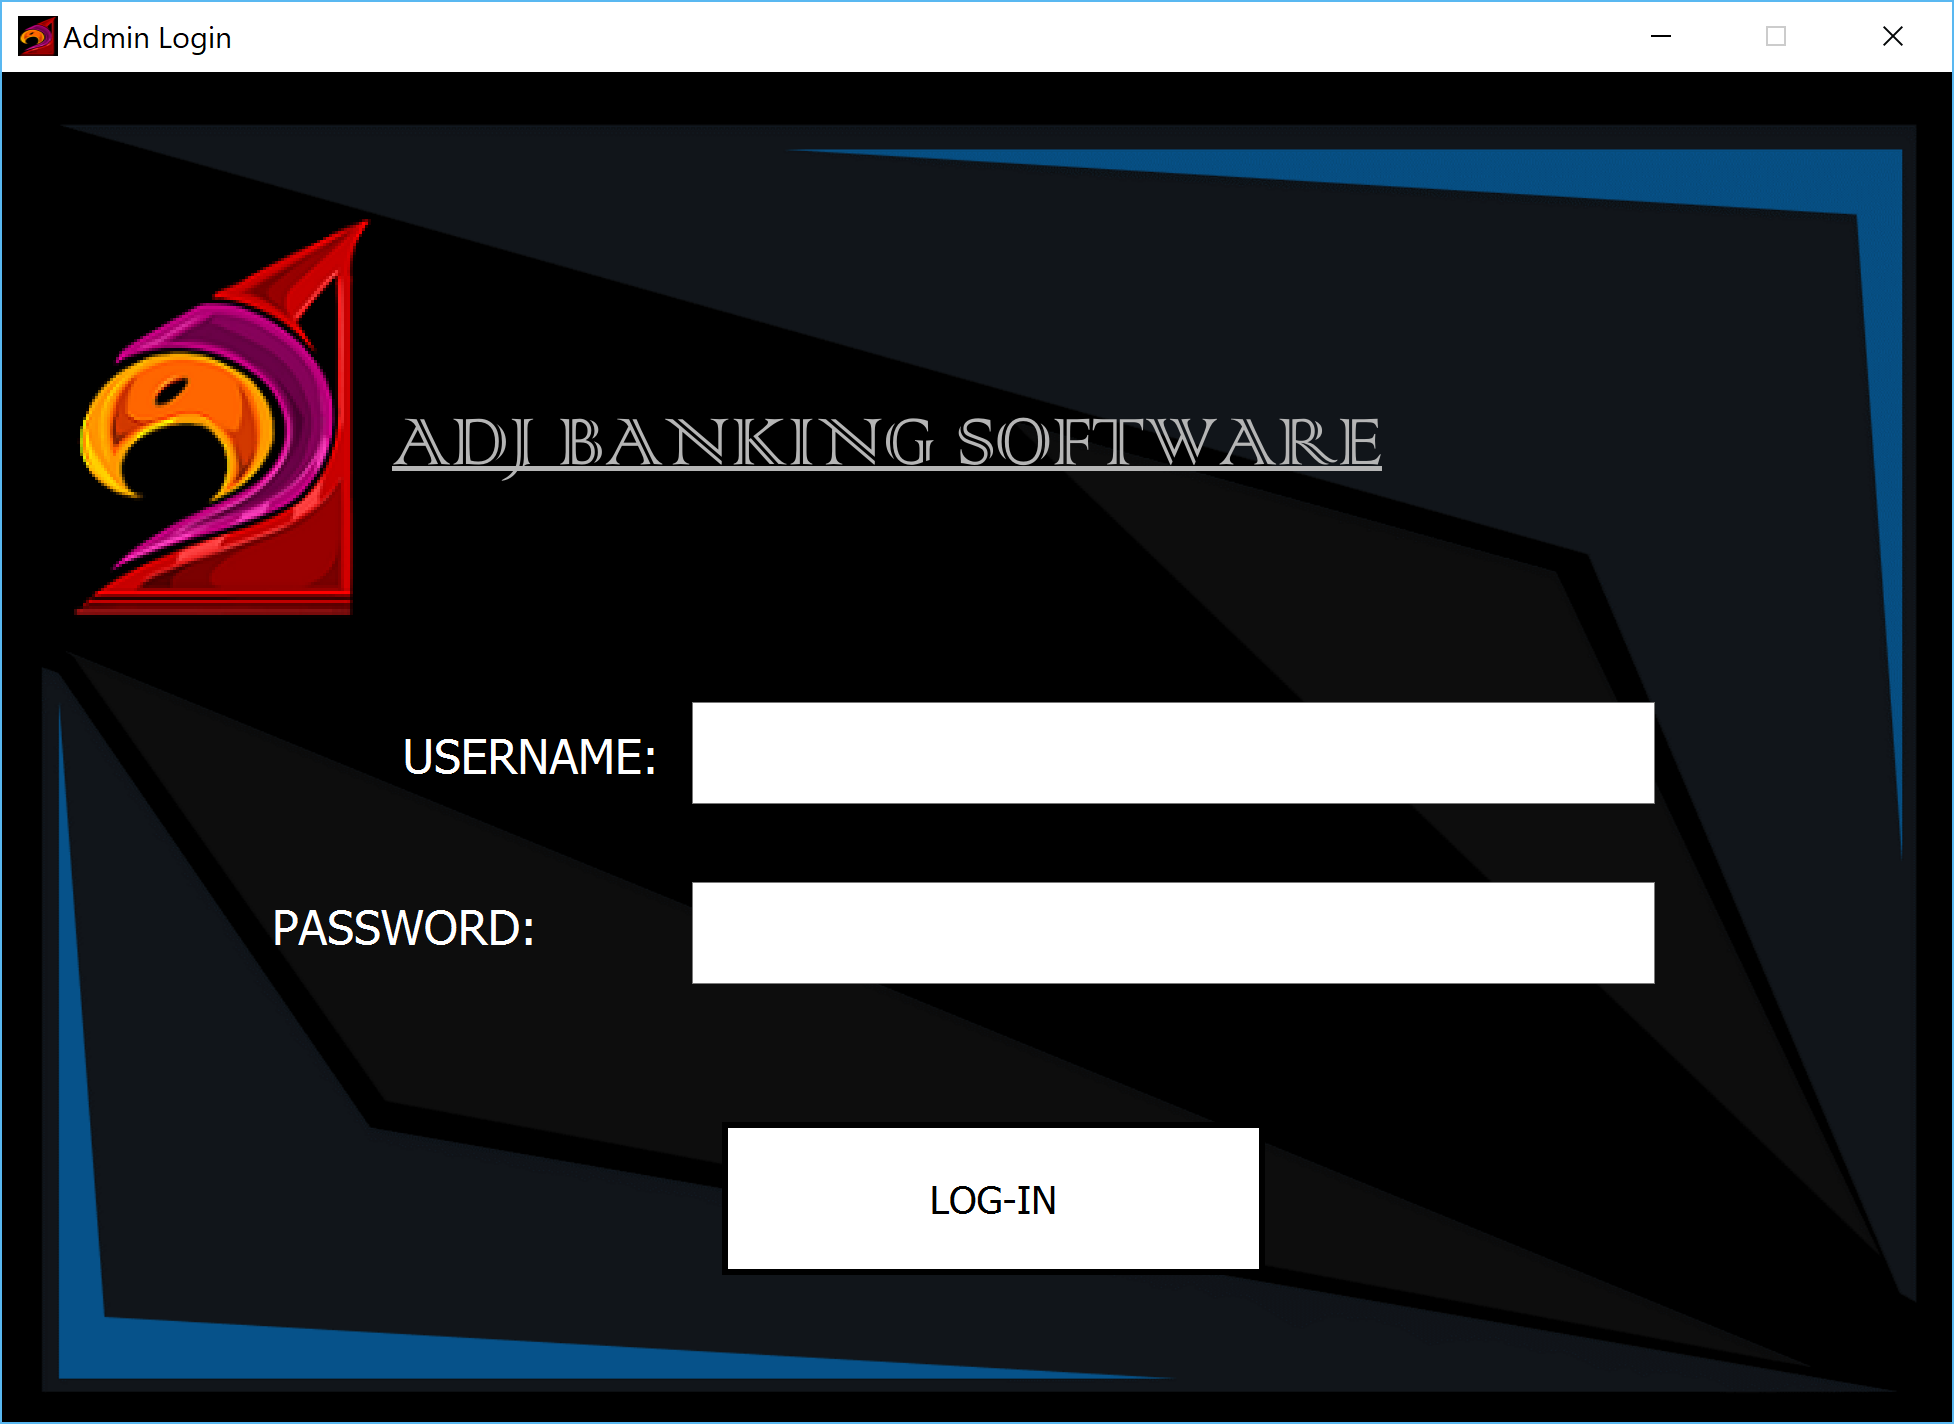 Admin Login
ADJ BANKING SOFTWARE
USERNAME:
PASSWORD:
LOG-IN